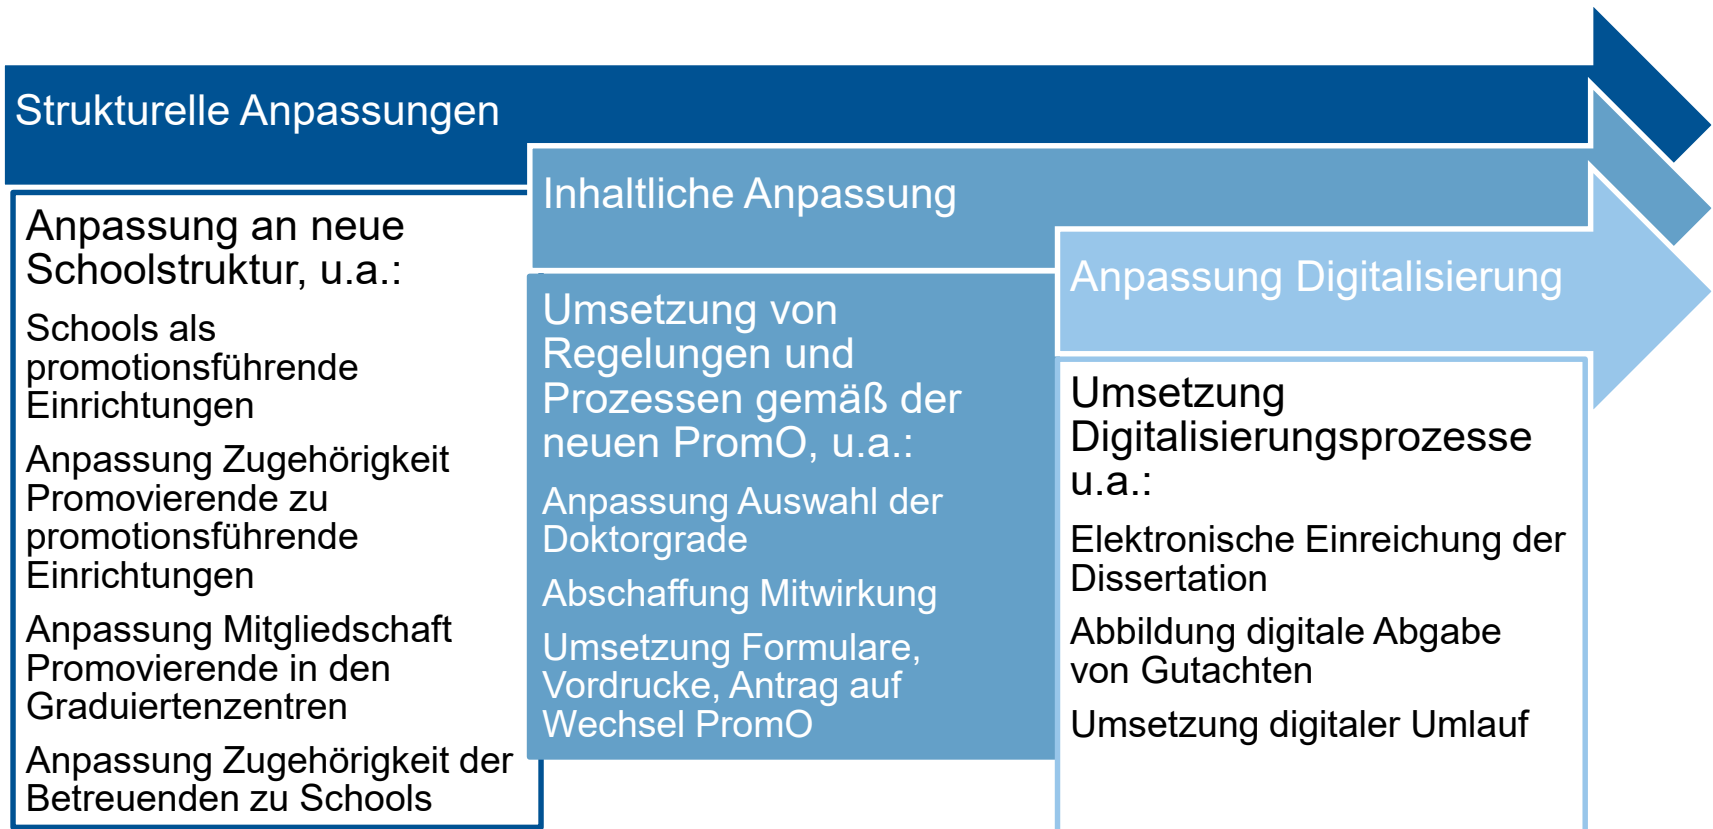 Strukturelle Anpassungen
Anpassung an neue
Schoolstruktur, u.a.:
Schools als
promotionsführende
Einrichtungen
Anpassung Zugehörigkeit
Promovierende zu
promotionsführende
Einrichtungen
Anpassung Mitgliedschaft
Promovierende in den
Graduiertenzentren
Anpassung Zugehörigkeit der
Betreuenden zu Schools
Inhaltliche Anpassung
Umsetzung von
Regelungen und
Prozessen gemäß der
neuen PromO, u.a.:
Anpassung Auswahl der
Doktorgrade
Abschaffung Mitwirkung
Umsetzung Formulare,
Vordrucke, Antrag auf
Wechsel PromO
Anpassung Digitalisierung
Umsetzung
Digitalisierungsprozesse
u.a.:
Elektronische Einreichung der
Dissertation
Abbildung digitale Abgabe
von Gutachten
Umsetzung digitaler Umlauf